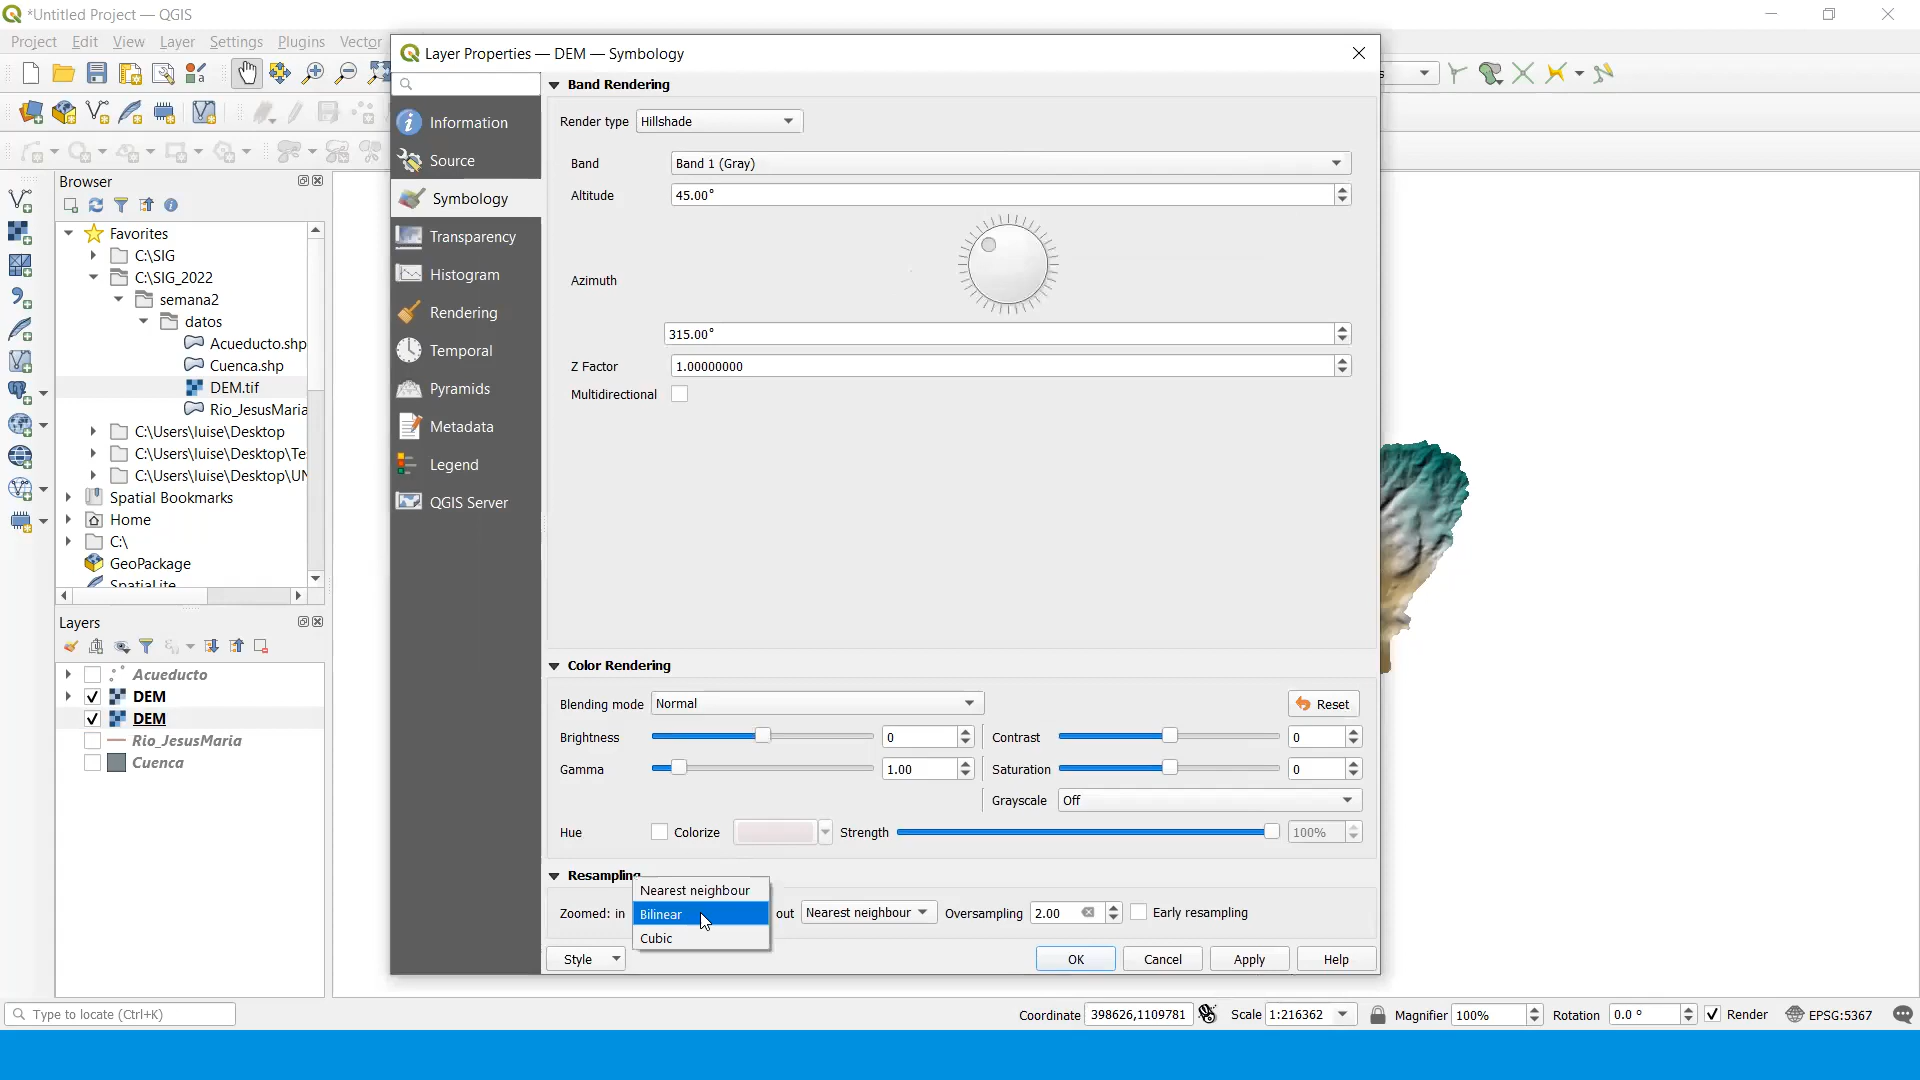 *Untitled Project — QGIS
Project Edit View Layer Settings Plugins Vector
Layer Properties — DEM — Symbology
Information
Source
Symbology
Transparency
Histogram
Rendering
Temporal
Pyramids
Metadata
Legend
QGIS Server
Band Rendering
Render type Hillshade
Band Band 1 (Gray)
Altitude 45.00°
Azimuth
315.00°
Z Factor 1.00000000
Multidirectional
Color Rendering
Blending mode Normal Reset
Brightness 0 Contrast 0
Gamma 1.00 Saturation 0
Grayscale Off
Hue Colorize Strength 100%
Resampling
Nearest neighbour
Zoomed: in Bilinear out Nearest neighbour Oversampling 2.00 Early resampling
Cubic
Style OK Cancel Apply Help
Browser
Favorites
C:\SIG
C:\SIG_2022
semana2
datos
Acueducto.shp
Cuenca.shp
DEM.tif
Rio_JesusMaria
C:\Users\luise\Desktop
C:\Users\luise\Desktop\Te
C:\Users\luise\Desktop\UN
Spatial Bookmarks
Home
C:\
GeoPackage
SpatiaLite
Layers
Acueducto
DEM
DEM
Rio_JesusMaria
Cuenca
Type to locate (Ctrl+K) Coordinate 398626,1109781 Scale 1:216362 Magnifier 100% Rotation 0.0 ° Render EPSG:5367